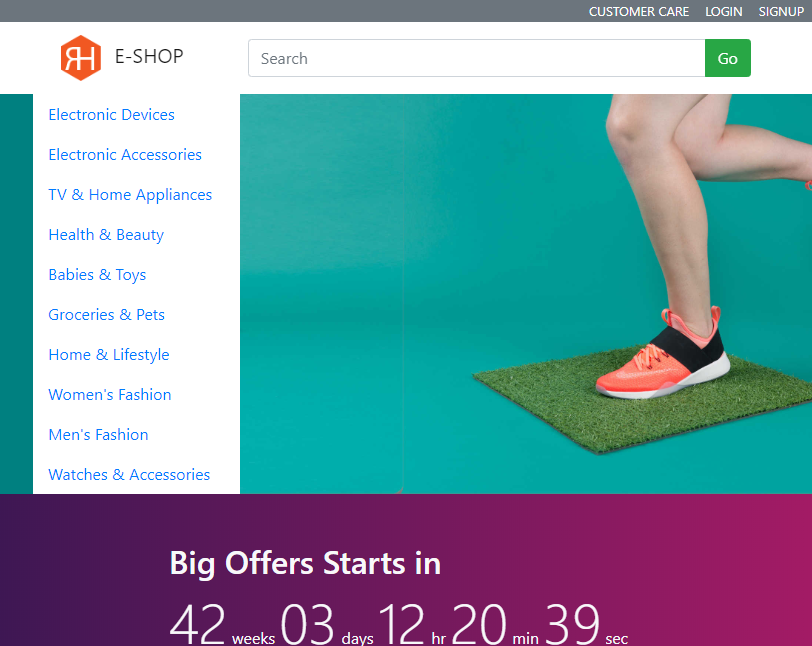 CUSTOMER CARE LOGIN SIGNUP
RH E-SHOP
Search Go
Electronic Devices
Electronic Accessories
TV & Home Appliances
Health & Beauty
Babies & Toys
Groceries & Pets
Home & Lifestyle
Women's Fashion
Men's Fashion
Watches & Accessories
Big Offers Starts in
42 weeks 03 days 12 hr 20 min 39 sec